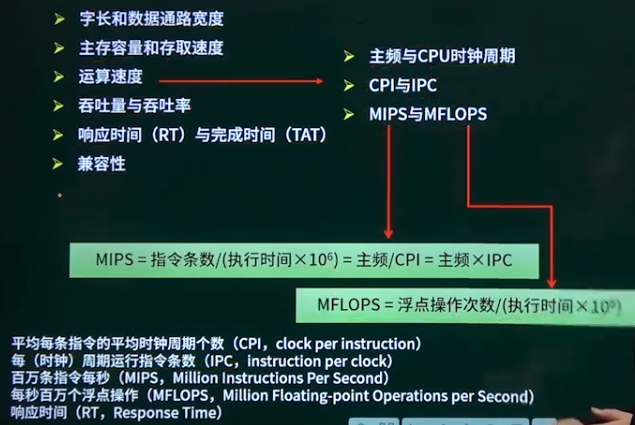 字长和数据通路宽度
主存容量和存取速度
运算速度
吞吐量与吞吐率
响应时间（RT）与完成时间（TAT）
兼容性
主频与CPU时钟周期
CPI与IPC
MIPS与MFLOPS
MIPS = 指令条数/(执行时间×10⁶) = 主频/CPI = 主频×IPC
MFLOPS = 浮点操作次数/(执行时间×10⁶)
平均每条指令的平均时钟周期个数（CPI，clock per instruction）
每（时钟）周期运行指令条数（IPC，instruction per clock）
百万条指令每秒（MIPS，Million Instructions Per Second）
每秒百万个浮点操作（MFLOPS，Million Floating-point Operations per Second）
响应时间（RT，Response Time）